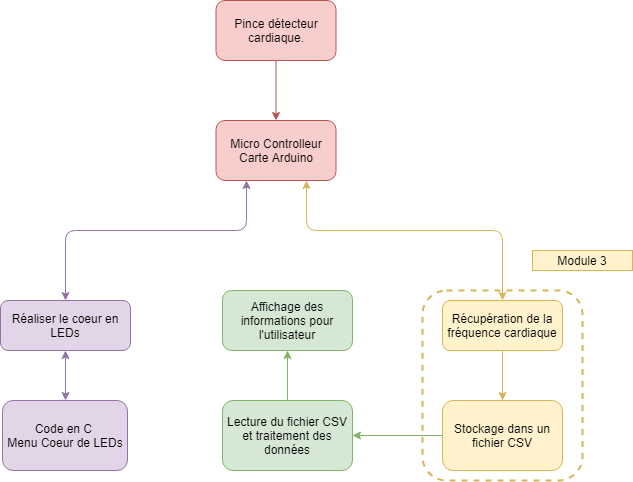 Pince détecteur
cardiaque.
Micro Controlleur
Carte Arduino
Module 3
Réaliser le coeur en
LEDs
Affichage des
informations pour
l'utilisateur
Récupération de la
fréquence cardiaque
Code en C
Menu Coeur de LEDs
Lecture du fichier CSV
et traitement des
données
Stockage dans un
fichier CSV